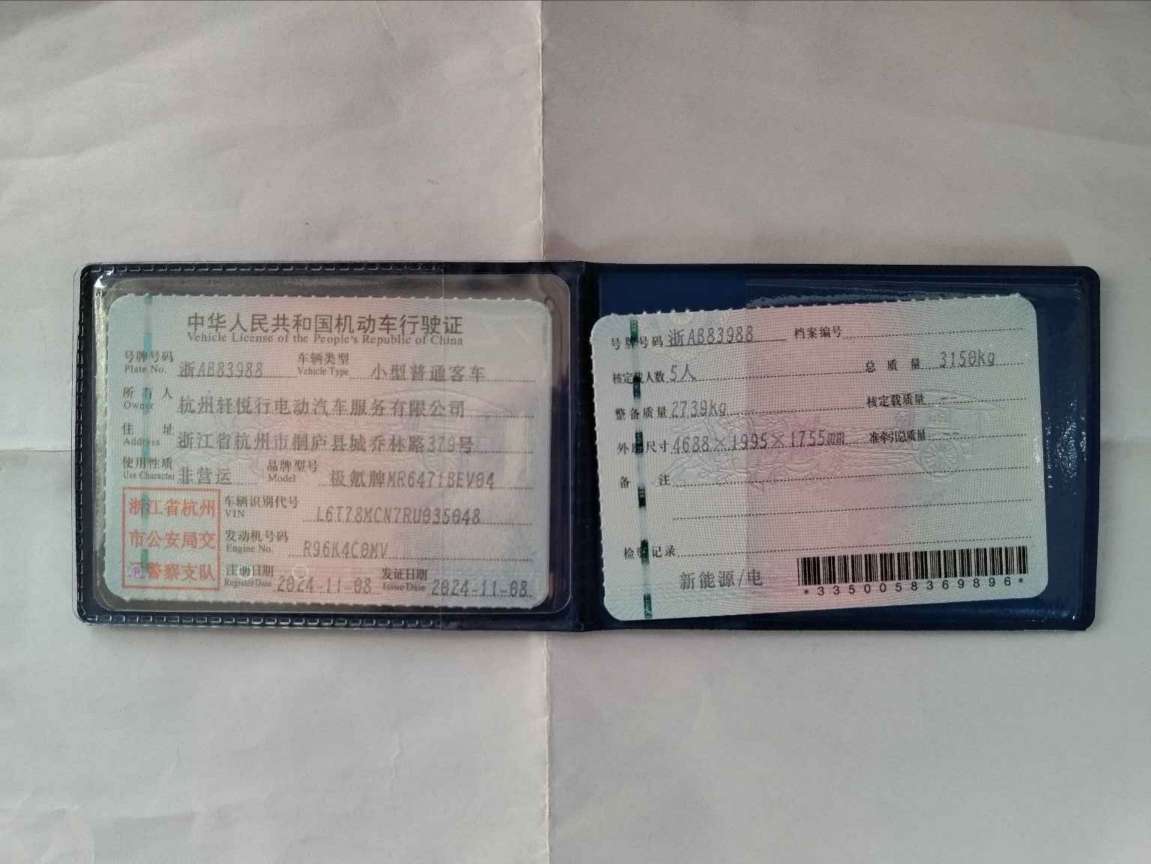 中华人民共和国机动车行驶证
Vehicle License of the People's Republic of China
号牌号码 浙AB83988 车辆类型 小型普通客车
Plate No. Vehicle Type
所有人 杭州轩悦行电动汽车服务有限公司
Owner
住址 浙江省杭州市桐庐县城乔林路379号
Address
使用性质 非营运 品牌型号 极氪牌MR6471BEV04
Use Character Model
浙江省杭州
市公安局交
警察支队
车辆识别代号 L6T78MCN7RU035048
VIN
发动机号码 R96K4C0MV
Engine No.
注册日期 2024-11-08 发证日期 2024-11-08
Register Date Issue Date
号牌号码 浙AB83988 档案编号
核定载人数 5人 总质量 3150kg
整备质量 2739kg 核定载质量 --
外廓尺寸 4688×1995×1755mm 准牵引总质量 --
备注
检验记录
新能源/电
*3350058369896*